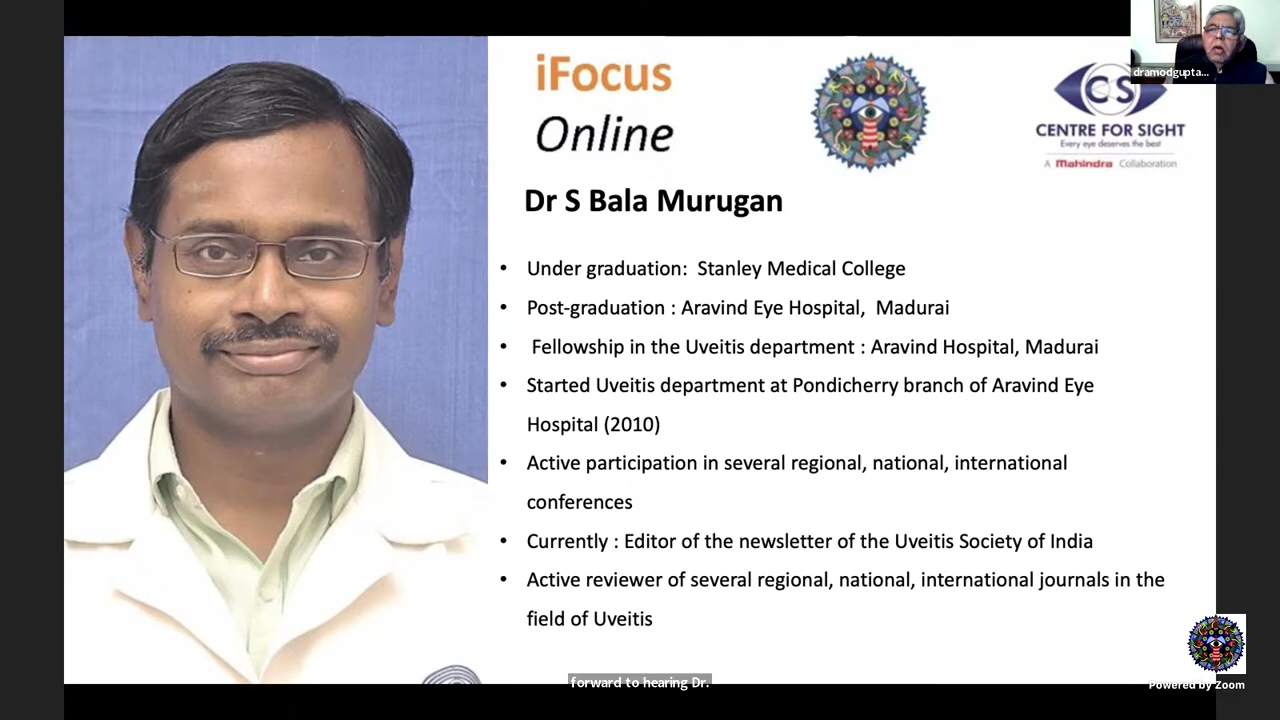 dramodgupta...
iFocus
Online
CS
CENTRE FOR SIGHT
Every eye deserves the best
A Mahindra Collaboration
Dr S Bala Murugan
• Under graduation: Stanley Medical College
• Post-graduation : Aravind Eye Hospital, Madurai
• Fellowship in the Uveitis department : Aravind Hospital, Madurai
• Started Uveitis department at Pondicherry branch of Aravind Eye
Hospital (2010)
• Active participation in several regional, national, international
conferences
• Currently : Editor of the newsletter of the Uveitis Society of India
• Active reviewer of several regional, national, international journals in the
field of Uveitis
forward to hearing Dr.
Powered by Zoom